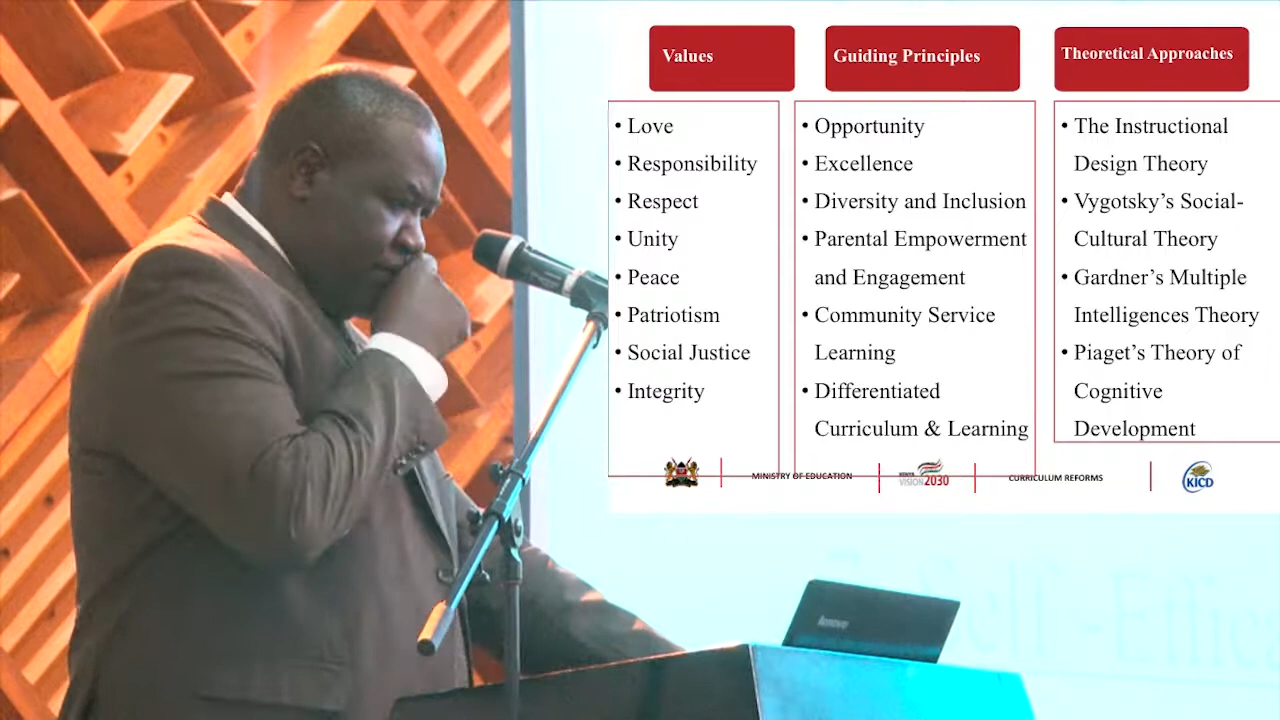 Values
Guiding Principles
Theoretical Approaches
• Love
• Responsibility
• Respect
• Unity
• Peace
• Patriotism
• Social Justice
• Integrity
• Opportunity
• Excellence
• Diversity and Inclusion
• Parental Empowerment
and Engagement
• Community Service
Learning
• Differentiated
Curriculum & Learning
• The Instructional
Design Theory
• Vygotsky’s Social-
Cultural Theory
• Gardner’s Multiple
Intelligences Theory
• Piaget’s Theory of
Cognitive
Development
MINISTRY OF EDUCATION
KENYA
VISION 2030
CURRICULUM REFORMS
KICD
lenovo